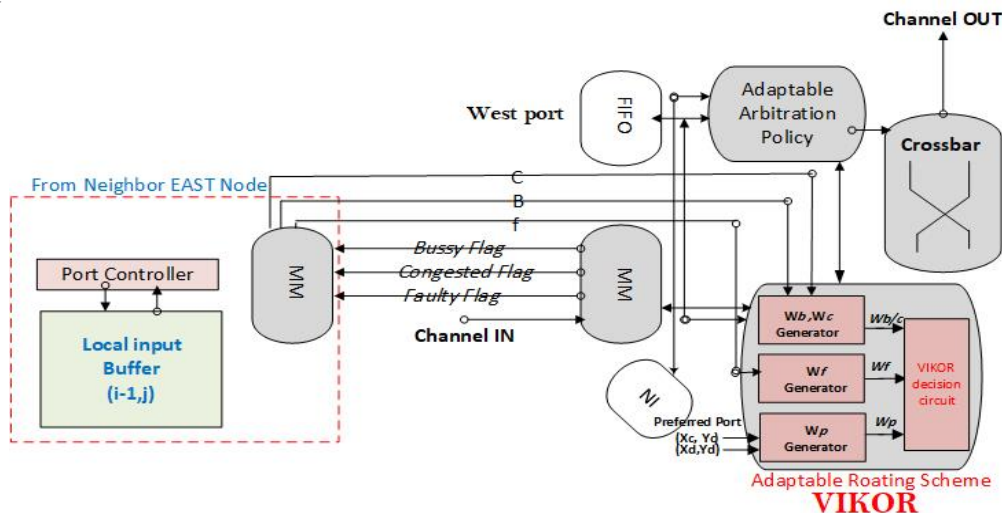 Channel OUT
Adaptable
Arbitration
Policy
FIFO
West port
Crossbar
From Neighbor EAST Node
C
B
f
Bussy Flag
Congested Flag
Faulty Flag
Channel IN
MM
MM
Port Controller
Local input
Buffer
(i-1,j)
NI
Wb,Wc
Generator
Wb/c
Wf
Generator
Wf
VIKOR
decision
circuit
Preferred Port
(Xc, Yc)
(Xd,Yd)
Wp
Generator
Wp
Adaptable Roating Scheme
VIKOR